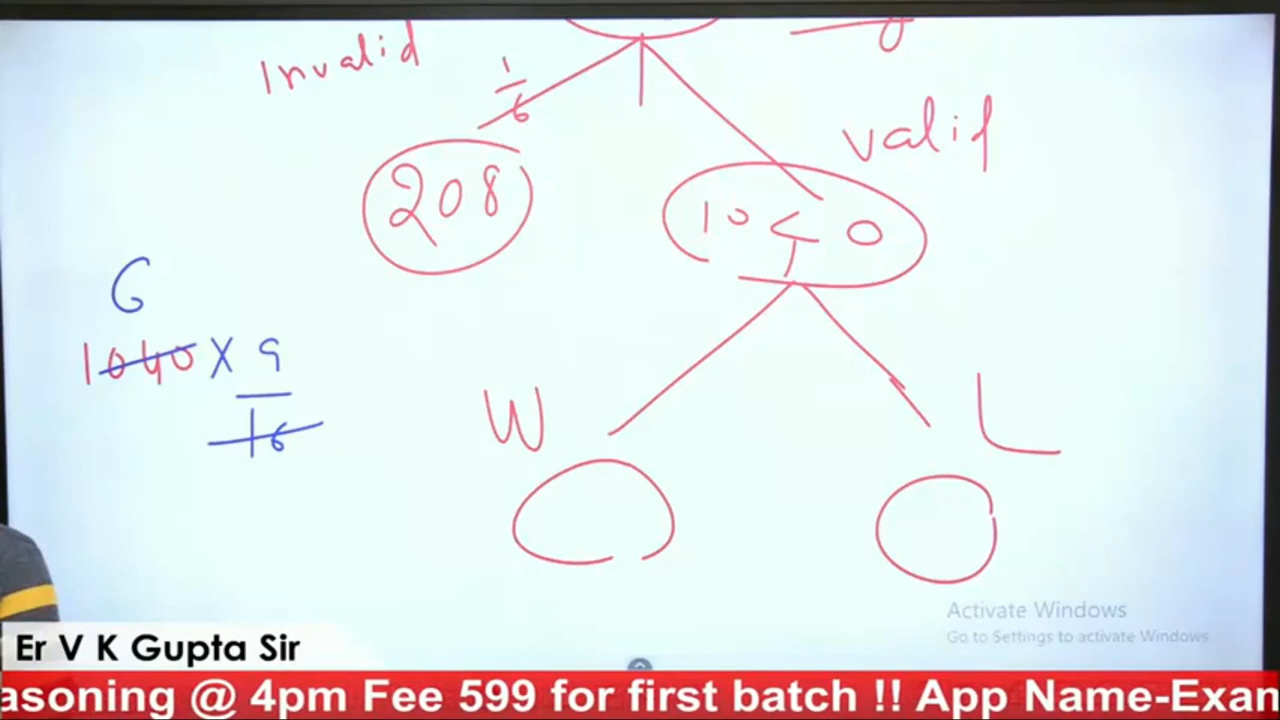 Invalid
1
6
valid
208
1040
6
1040 X 9
16
W
L
Activate Windows
Go to Settings to activate Windows.
Er V K Gupta Sir
asoning @ 4pm Fee 599 for first batch !! App Name-Exan